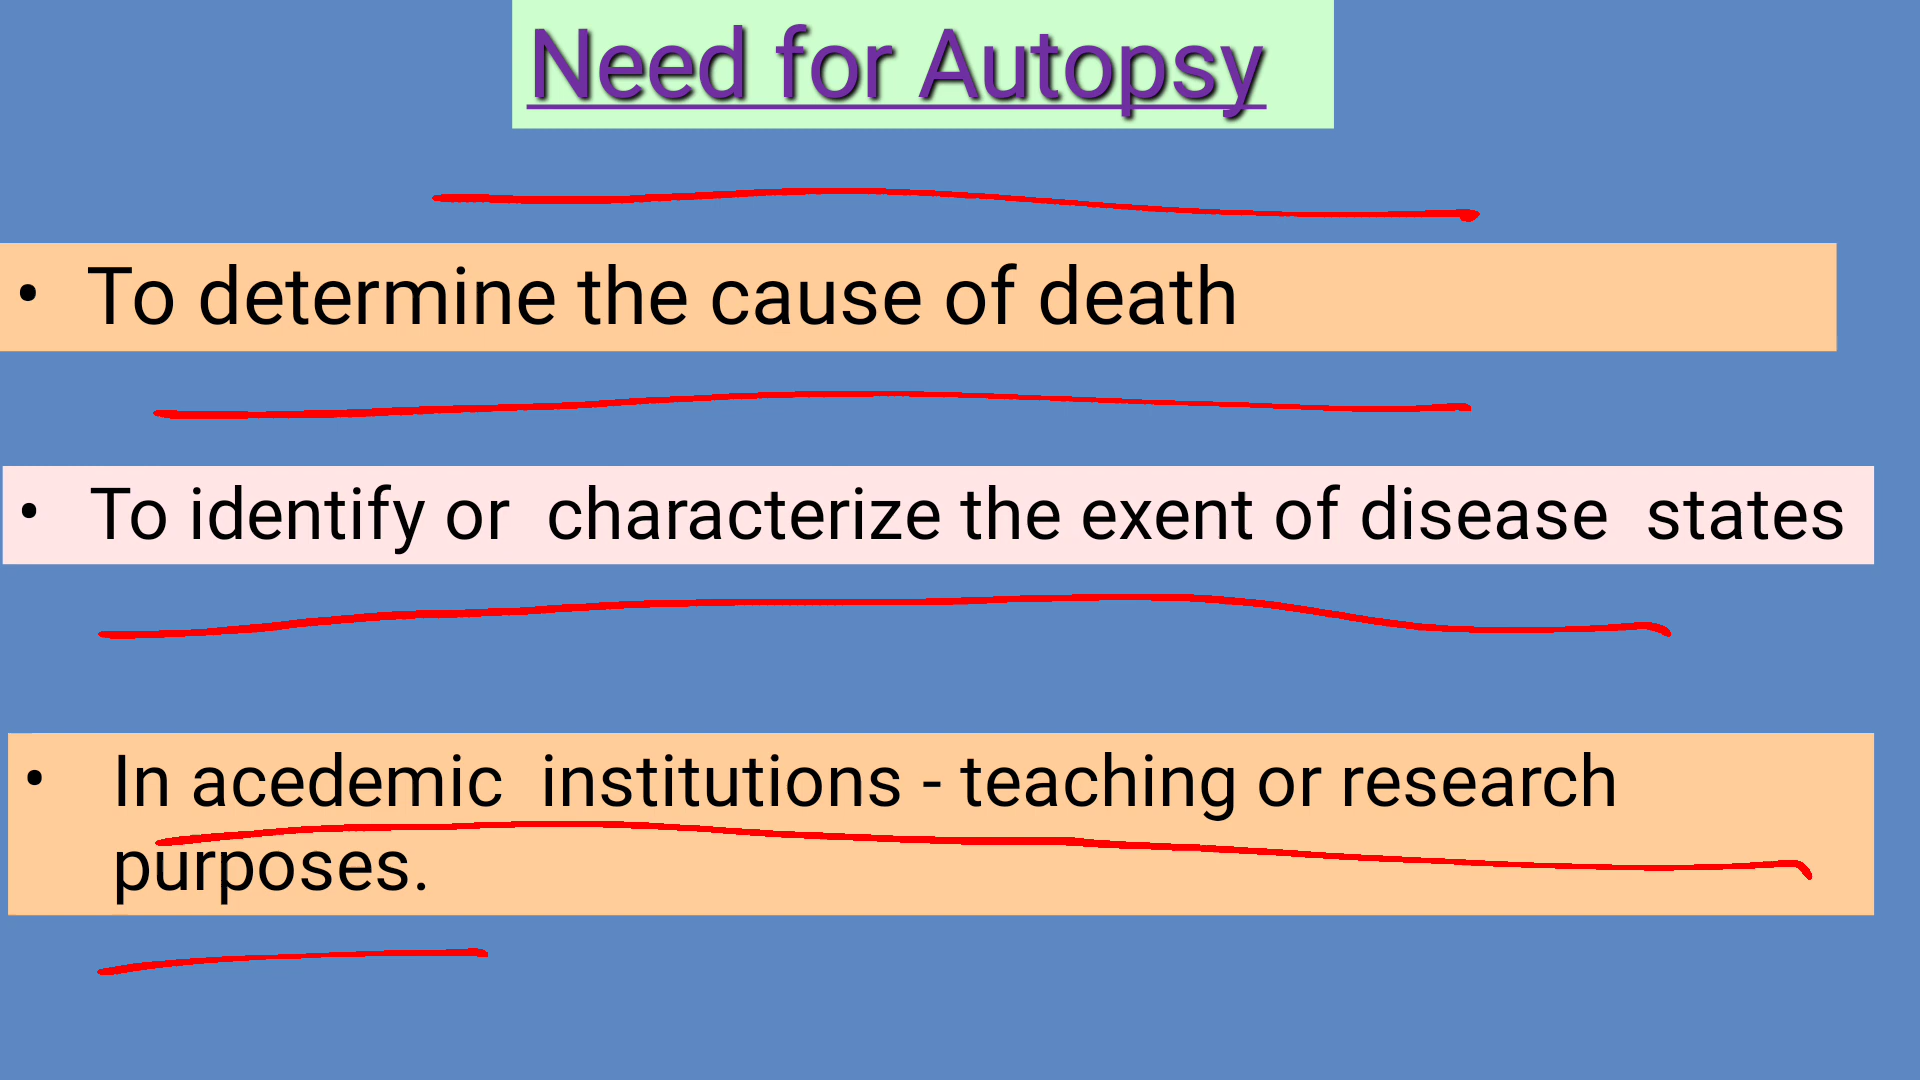 Need for Autopsy
• To determine the cause of death
• To identify or characterize the exent of disease states
• In acedemic institutions - teaching or research
purposes.